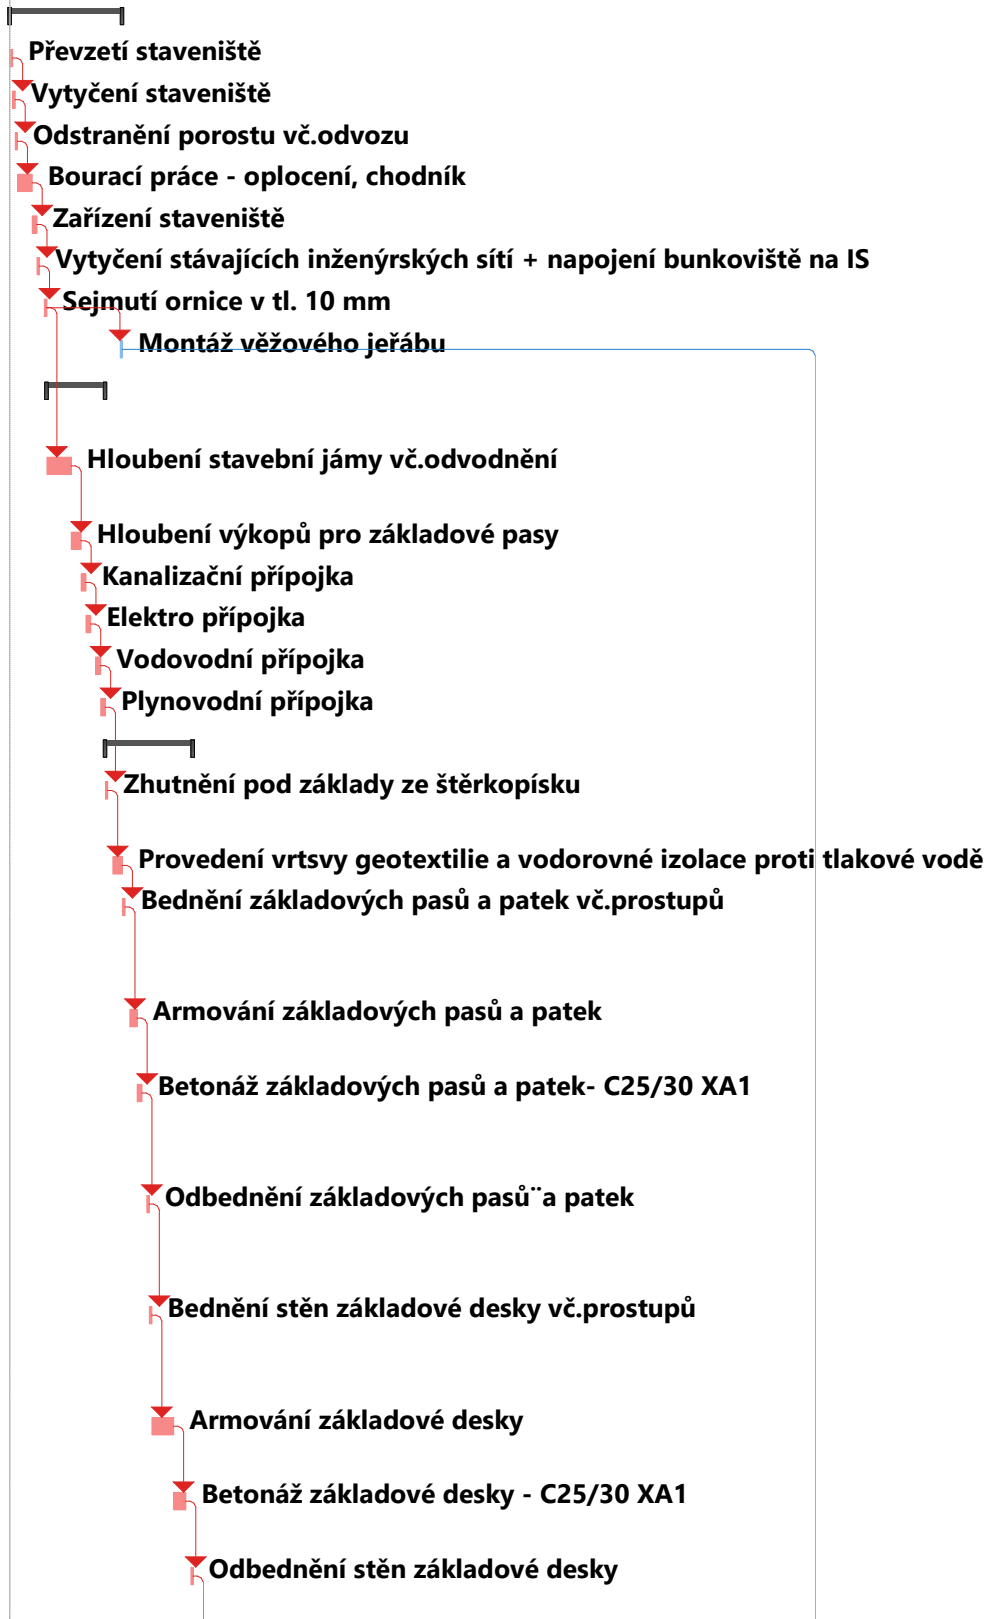 Převzetí staveniště
Vytyčení staveniště
Odstranění porostu vč.odvozu
Bourací práce - oplocení, chodník
Zařízení staveniště
Vytyčení stávajících inženýrských sítí + napojení bunkoviště na IS
Sejmutí ornice v tl. 10 mm
Montáž věžového jeřábu
Hloubení stavební jámy vč.odvodnění
Hloubení výkopů pro základové pasy
Kanalizační přípojka
Elektro přípojka
Vodovodní přípojka
Plynovodní přípojka
Zhutnění pod základy ze štěrkopísku
Provedení vrtsvy geotextilie a vodorovné izolace proti tlakové vodě
Bednění základových pasů a patek vč.prostupů
Armování základových pasů a patek
Betonáž základových pasů a patek- C25/30 XA1
Odbednění základových pasů¨a patek
Bednění stěn základové desky vč.prostupů
Armování základové desky
Betonáž základové desky - C25/30 XA1
Odbednění stěn základové desky